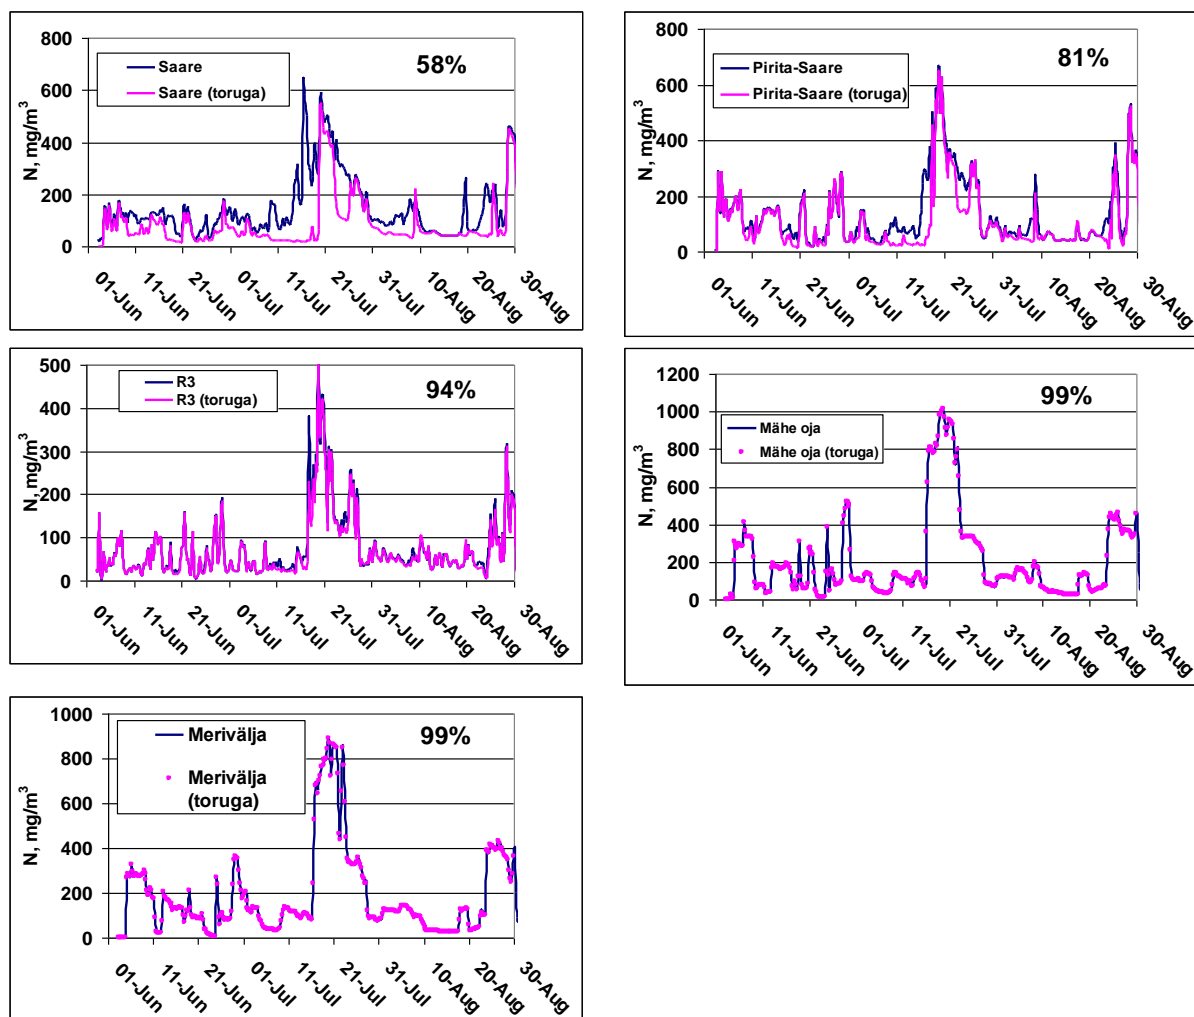 800
600
400
200
0
N, mg/m³
Saare
Saare (toruga)
58%
01-Jun
11-Jun
21-Jun
01-Jul
11-Jul
21-Jul
31-Jul
10-Aug
20-Aug
30-Aug
800
600
400
200
0
N, mg/m³
Pirita-Saare
Pirita-Saare (toruga)
81%
01-Jun
11-Jun
21-Jun
01-Jul
11-Jul
21-Jul
31-Jul
10-Aug
20-Aug
30-Aug
500
400
300
200
100
0
N, mg/m³
R3
R3 (toruga)
94%
01-Jun
11-Jun
21-Jun
01-Jul
11-Jul
21-Jul
31-Jul
10-Aug
20-Aug
30-Aug
1200
1000
800
600
400
200
0
N, mg/m³
Mähe oja
Mähe oja (toruga)
99%
01-Jun
11-Jun
21-Jun
01-Jul
11-Jul
21-Jul
31-Jul
10-Aug
20-Aug
30-Aug
1000
800
600
400
200
0
N, mg/m³
Merivälja
Merivälja
(toruga)
99%
01-Jun
11-Jun
21-Jun
01-Jul
11-Jul
21-Jul
31-Jul
10-Aug
20-Aug
30-Aug